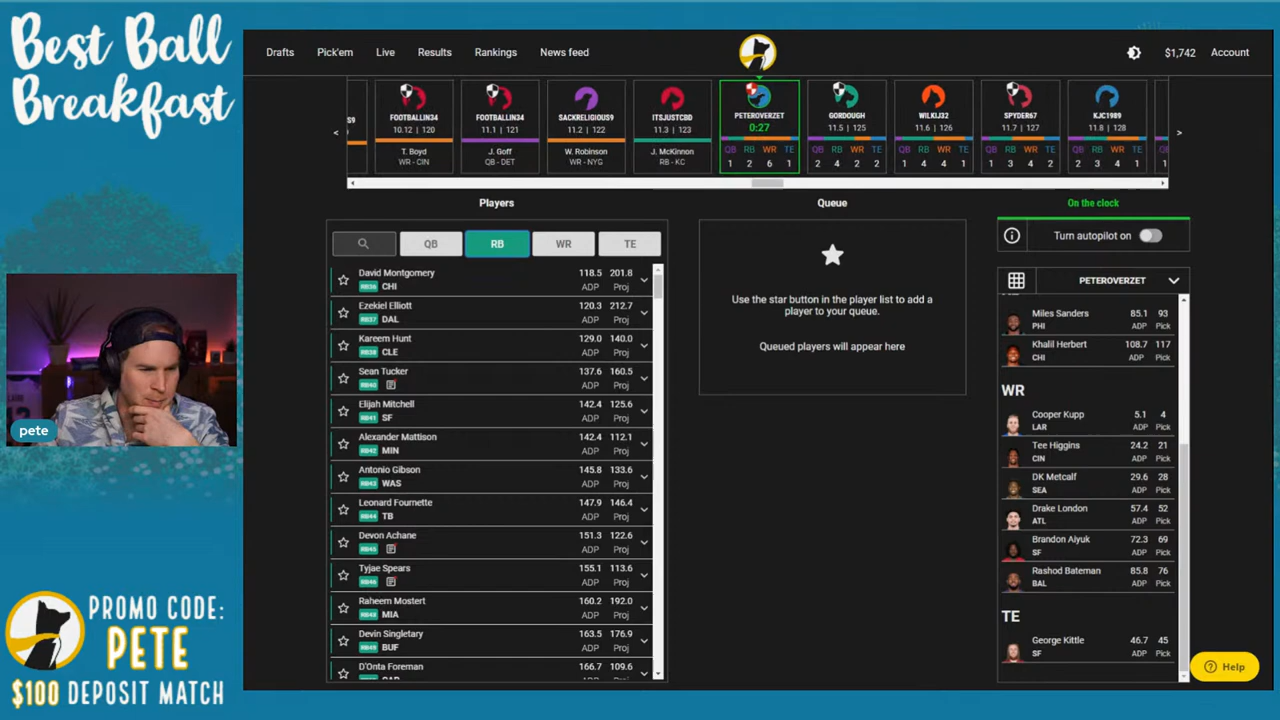 Best Ball
Breakfast
Drafts Pick'em Live Results Rankings News feed $1,742 Account
FOOTBALLIN34
10.12 | 120
T. Boyd
WR - CIN
FOOTBALLIN34
11.1 | 121
J. Goff
QB - DET
SACKRELIGIOUS9
11.2 | 122
W. Robinson
WR - NYG
ITSJUSTCBD
11.3 | 123
J. McKinnon
RB - KC
PETEROVERZET
0:27
QB RB WR TE
1 2 6 1
GORDOUGH
11.5 | 125
QB RB WR TE
2 4 2 2
WILKIJ32
11.6 | 126
QB RB WR TE
1 4 4 1
SPYDER67
11.7 | 127
QB RB WR TE
1 3 4 2
KJC1989
11.8 | 128
QB RB WR TE
2 3 4 1
Players
QB RB WR TE
David Montgomery 118.5 201.8
RB36 CHI ADP Proj
Ezekiel Elliott 120.3 212.7
RB37 DAL ADP Proj
Kareem Hunt 129.0 140.0
RB38 CLE ADP Proj
Sean Tucker 137.6 160.5
RB40 ADP Proj
Elijah Mitchell 142.4 125.6
RB41 SF ADP Proj
Alexander Mattison 142.4 112.1
RB42 MIN ADP Proj
Antonio Gibson 145.8 133.6
RB43 WAS ADP Proj
Leonard Fournette 147.9 146.4
RB44 TB ADP Proj
Devon Achane 151.3 122.6
RB45 ADP Proj
Tyjae Spears 155.1 113.6
RB46 ADP Proj
Raheem Mostert 160.2 192.0
MIA ADP Proj
Devin Singletary 163.5 176.9
BUF ADP Proj
D'Onta Foreman 166.7 109.6
Queue
Use the star button in the player list to add a
player to your queue.
Queued players will appear here
On the clock
Turn autopilot on
PETEROVERZET
Miles Sanders 85.1 93
PHI ADP Pick
Khalil Herbert 108.7 117
CHI ADP Pick
WR
Cooper Kupp 5.1 4
LAR ADP Pick
Tee Higgins 24.2 21
CIN ADP Pick
DK Metcalf 29.6 28
SEA ADP Pick
Drake London 57.4 52
ATL ADP Pick
Brandon Aiyuk 72.3 69
SF ADP Pick
Rashod Bateman 85.8 76
BAL ADP Pick
TE
George Kittle 46.7 45
SF ADP Pick
Help
pete
PROMO CODE:
PETE
$100 DEPOSIT MATCH